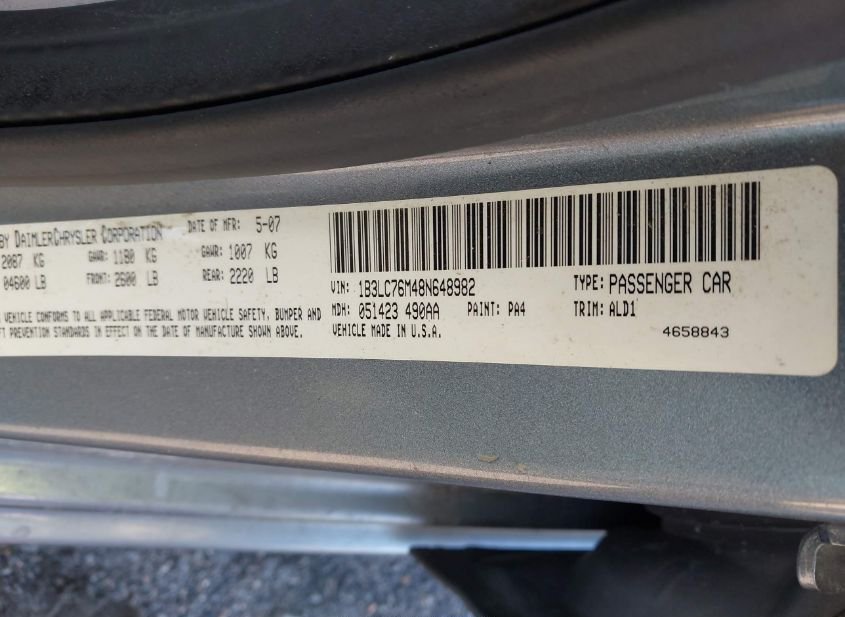 BY DAIMLERCHRYSLER CORPORATION DATE OF MFR: 5-07
2087 KG GAWR: 1180 KG GAWR: 1007 KG
04600 LB FRONT: 2600 LB REAR: 2220 LB
VEHICLE CONFORMS TO ALL APPLICABLE FEDERAL MOTOR VEHICLE SAFETY, BUMPER AND
FT PREVENTION STANDARDS IN EFFECT ON THE DATE OF MANUFACTURE SHOWN ABOVE.
VIN: 1B3LC76M48N648982 TYPE: PASSENGER CAR
MDH: 051423 490AA PAINT: PA4 TRIM: ALD1
VEHICLE MADE IN U.S.A. 4658843